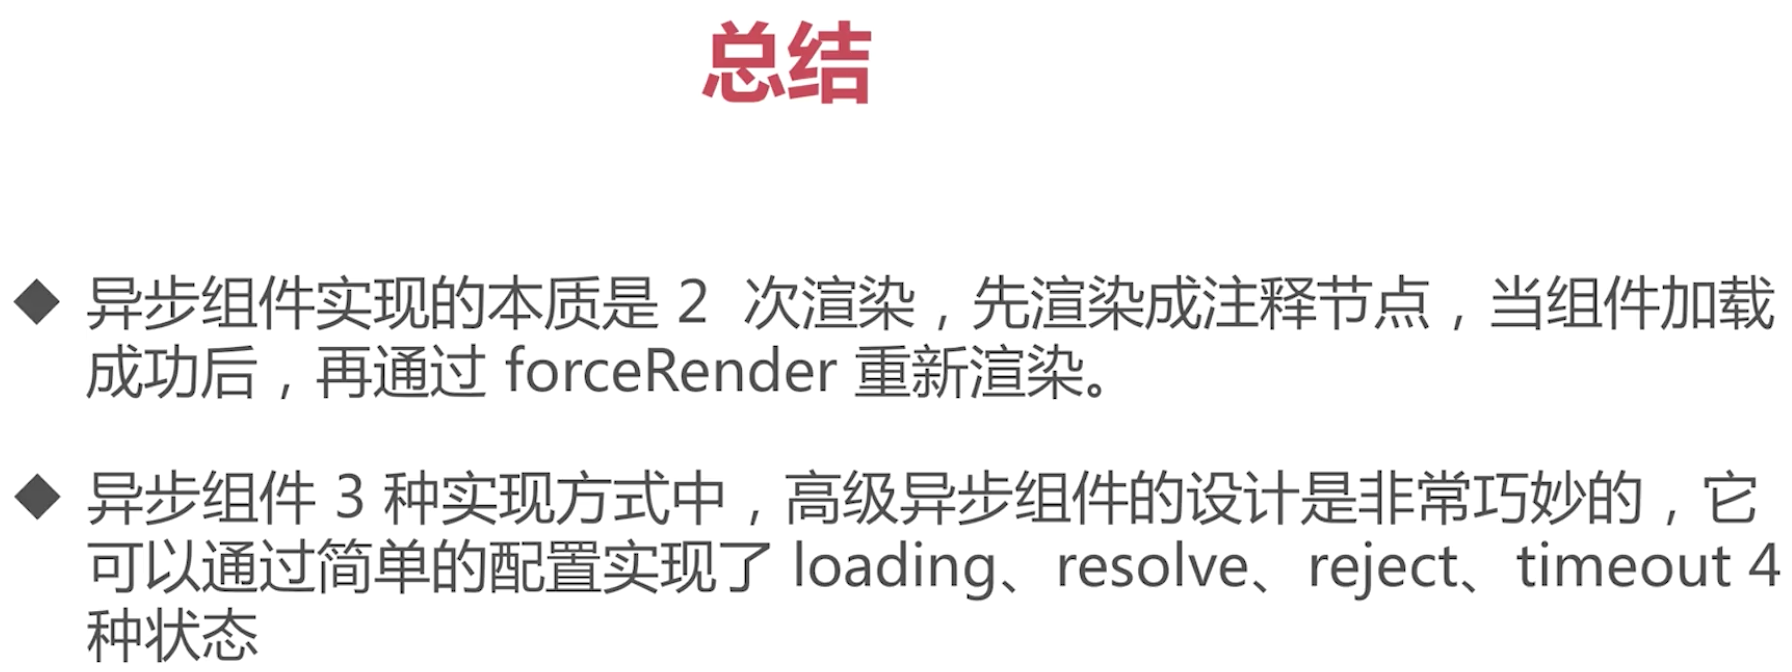 总结
◆ 异步组件实现的本质是 2 次渲染，先渲染成注释节点，当组件加载
成功后，再通过 forceRender 重新渲染。
◆ 异步组件 3 种实现方式中，高级异步组件的设计是非常巧妙的，它
可以通过简单的配置实现了 loading、resolve、reject、timeout 4
种状态